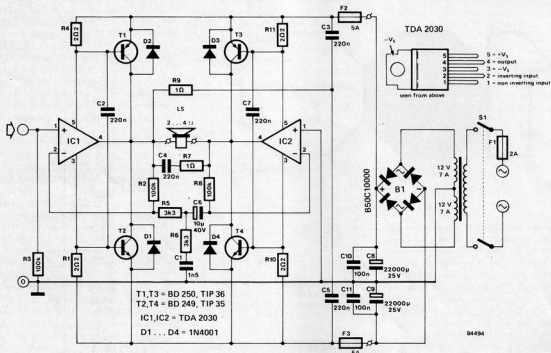 F2
5A
TDA 2030
-Vs
5 = +Vs
4 = output
3 = -Vs
2 = inverting input
1 = non inverting input
seen from above
R4
2Ω2
T1
D2
D3
T3
R11
2Ω2
C3
220n
R9
1Ω
C2
220n
LS
2 ... 4 Ω
C7
220n
IC1
IC2
C4
220n
R7
1Ω
R2
100k
R8
100k
R5
3k3
C6
10µ
40V
R6
3k3
C1
1n5
R3
100k
R1
2Ω2
T2
D1
D4
T4
R10
2Ω2
C5
220n
B50C10000
B1
12 V
7 A
12 V
7 A
S1
F1
2A
C10
100n
C8
22000µ
25V
C11
100n
C9
22000µ
25V
F3
5A
T1,T3 = BD 250, TIP 36
T2,T4 = BD 249, TIP 35
IC1,IC2 = TDA 2030
D1 ... D4 = 1N4001
84494